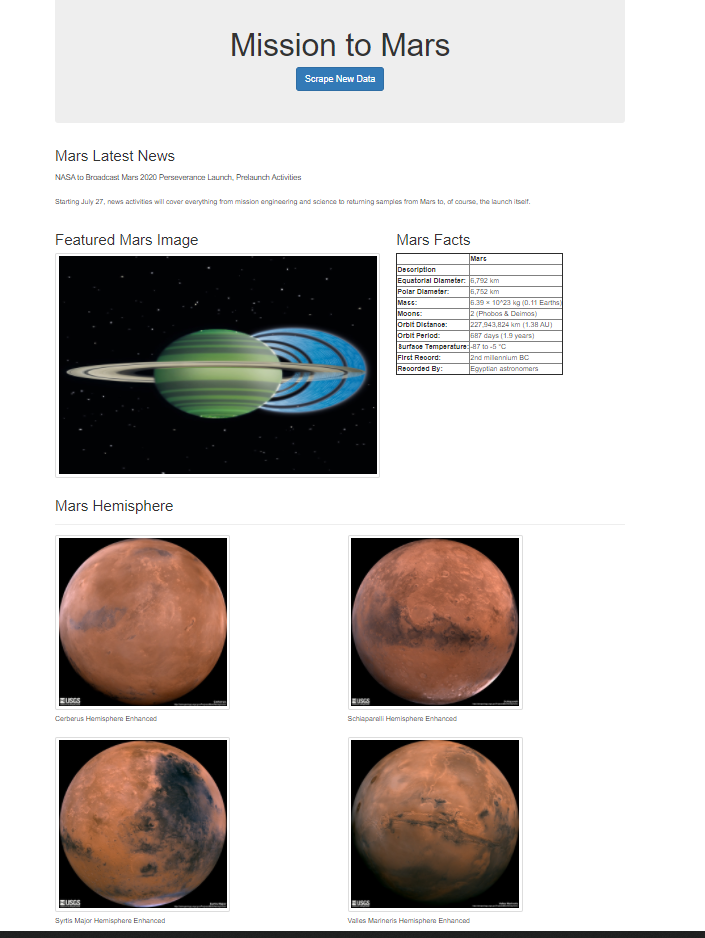 Mission to Mars
Scrape New Data
Mars Latest News
NASA to Broadcast Mars 2020 Perseverance Launch, Prelaunch Activities
Starting July 27, news activities will cover everything from mission engineering and science to returning samples from Mars to, of course, the launch itself.
Featured Mars Image
Mars Facts
Mars
Description
Equatorial Diameter: 6,792 km
Polar Diameter: 6,752 km
Mass: 6.39 × 10^23 kg (0.11 Earths)
Moons: 2 (Phobos & Deimos)
Orbit Distance: 227,943,824 km (1.38 AU)
Orbit Period: 687 days (1.9 years)
Surface Temperature: -87 to -5 °C
First Record: 2nd millennium BC
Recorded By: Egyptian astronomers
Mars Hemisphere
USGS
USGS
Cerberus Hemisphere Enhanced
Schiaparelli Hemisphere Enhanced
USGS
USGS
Syrtis Major Hemisphere Enhanced
Valles Marineris Hemisphere Enhanced